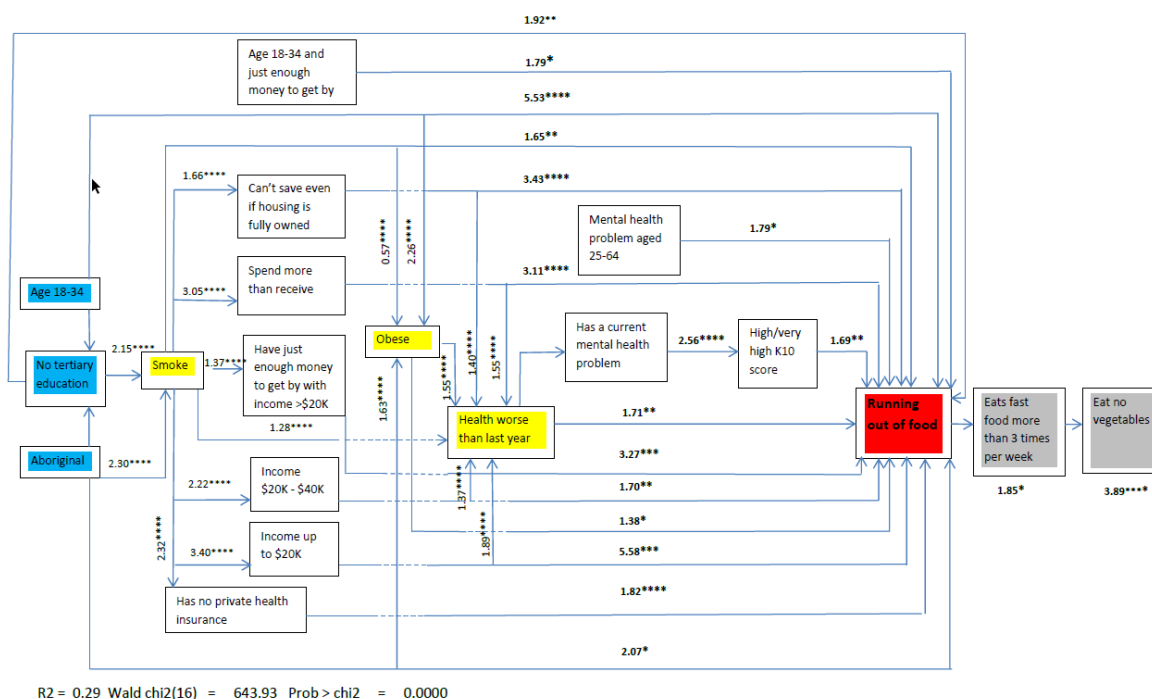 1.92**
Age 18-34 and
just enough
money to get by
1.79*
5.53****
1.65**
1.66****
Can't save even
if housing is
fully owned
3.43****
0.57****
2.26****
Mental health
problem aged
25-64
1.79*
Age 18-34
3.05****
Spend more
than receive
3.11****
No tertiary
education
2.15****
Smoke
1.37****
Have just
enough money
to get by with
income >$20K
Obese
1.63****
1.55****
1.40****
1.55****
Has a current
mental health
problem
2.56****
High/very
high K10
score
1.69**
Health worse
than last year
1.28****
1.71**
Running
out of food
Eats fast
food more
than 3 times
per week
Eat no
vegetables
1.85*
3.89****
Aboriginal
2.30****
2.22****
Income
$20K - $40K
3.27***
1.37****
1.70**
1.38*
2.32****
3.40****
Income up
to $20K
1.89****
5.58***
Has no private health
insurance
1.82****
2.07*
R2 = 0.29 Wald chi2(16) = 643.93 Prob > chi2 = 0.0000